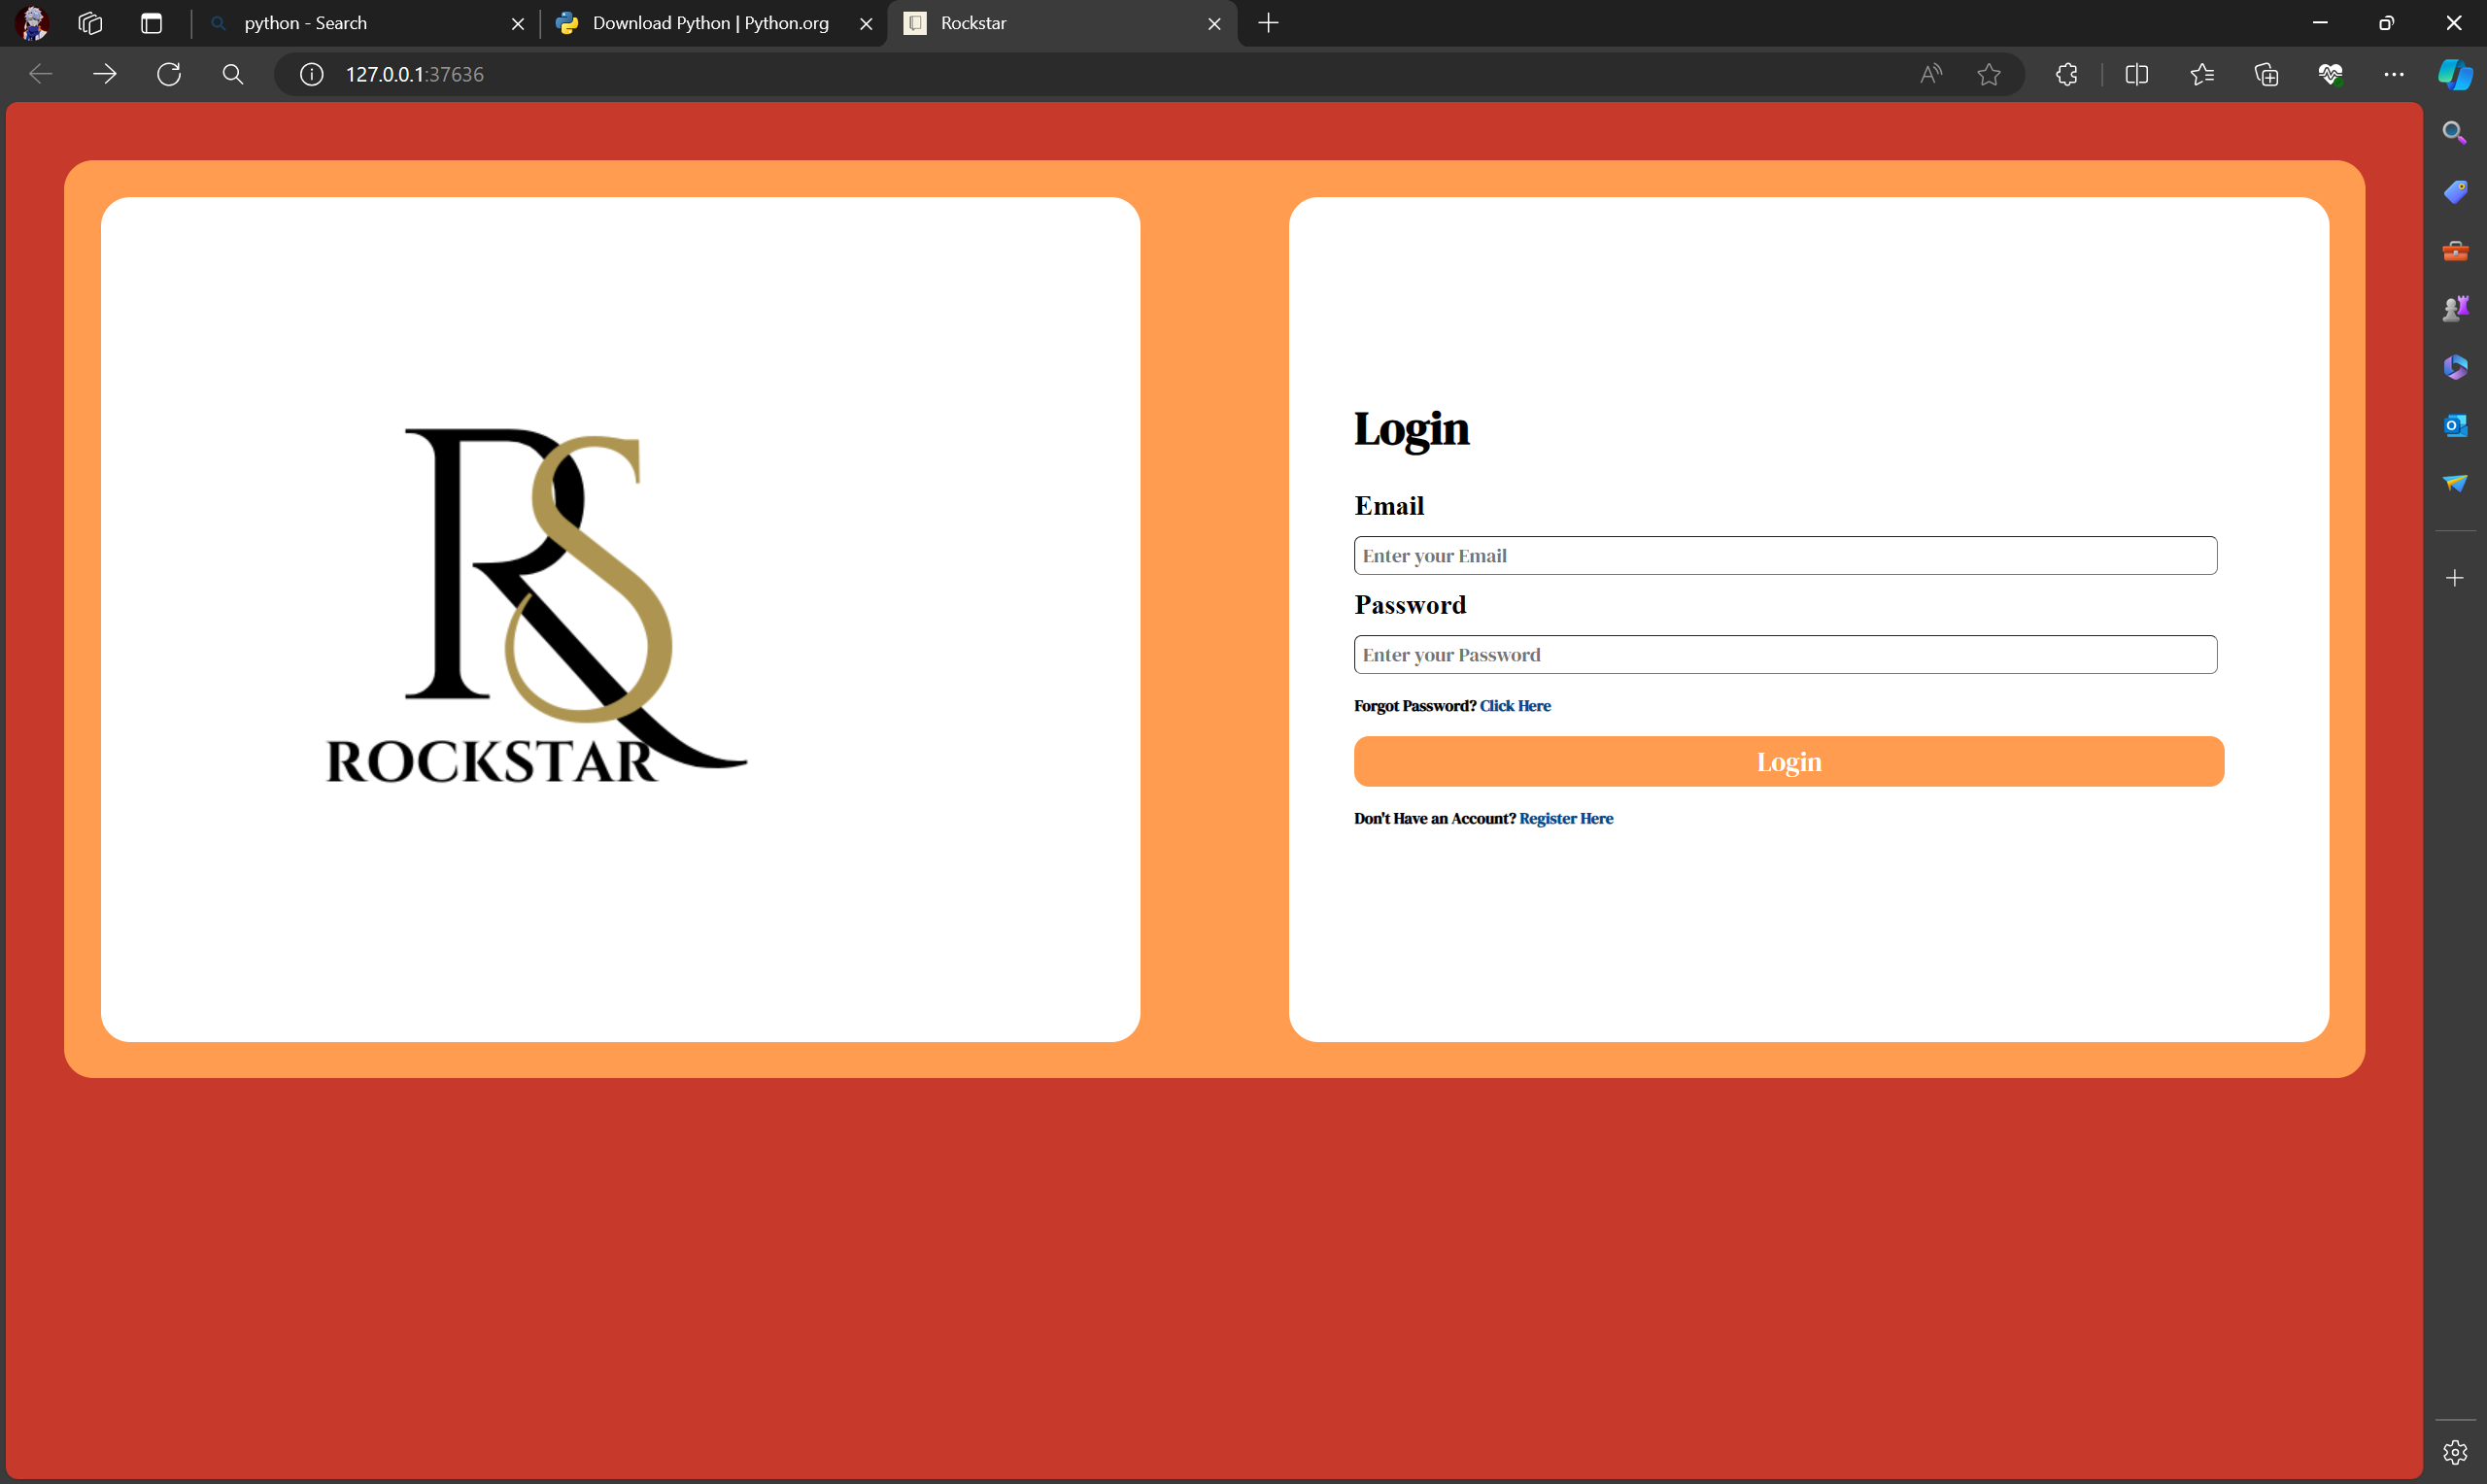 python - Search
Download Python | Python.org
Rockstar
127.0.0.1:37636
RS
ROCKSTAR
Login
Email
Enter your Email
Password
Enter your Password
Forgot Password? Click Here
Login
Don't Have an Account? Register Here